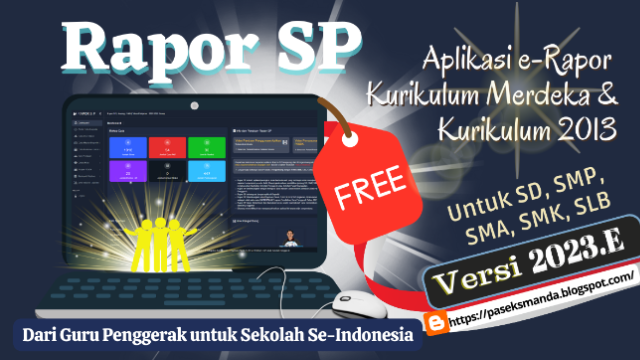 Rapor SP
Aplikasi e-Rapor
Kurikulum Merdeka &
Kurikulum 2013
FREE
Untuk SD, SMP,
SMA, SMK, SLB
Versi 2023.E
https://paseksmanda.blogspot.com/
Dari Guru Penggerak untuk Sekolah Se-Indonesia